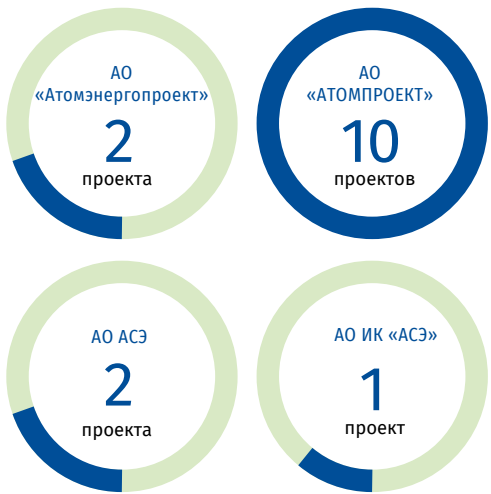 АО
«Атомэнергопроект»
2
проекта
АО
«АТОМПРОЕКТ»
10
проектов
АО АСЭ
2
проекта
АО ИК «АСЭ»
1
проект